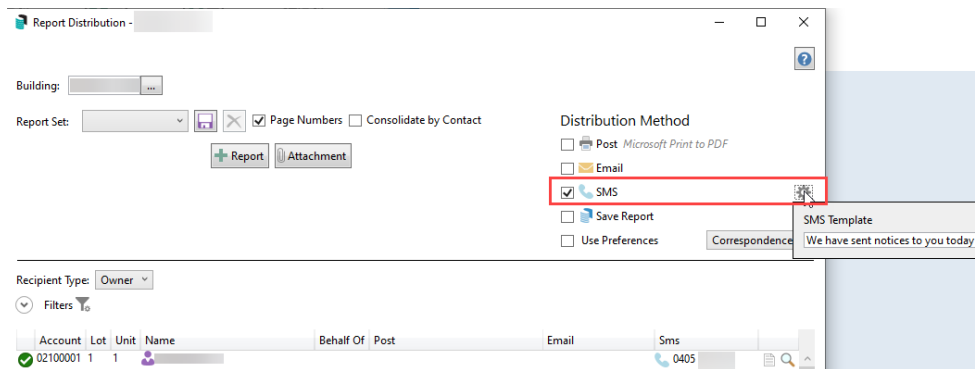 Report Distribution -
Building:
...
Report Set:
Page Numbers
Consolidate by Contact
Report
Attachment
Distribution Method
Post Microsoft Print to PDF
Email
SMS
Save Report
Use Preferences
Correspondence
SMS Template
We have sent notices to you today
Recipient Type: Owner
Filters
Account Lot Unit Name Behalf Of Post Email Sms
02100001 1 1 0405